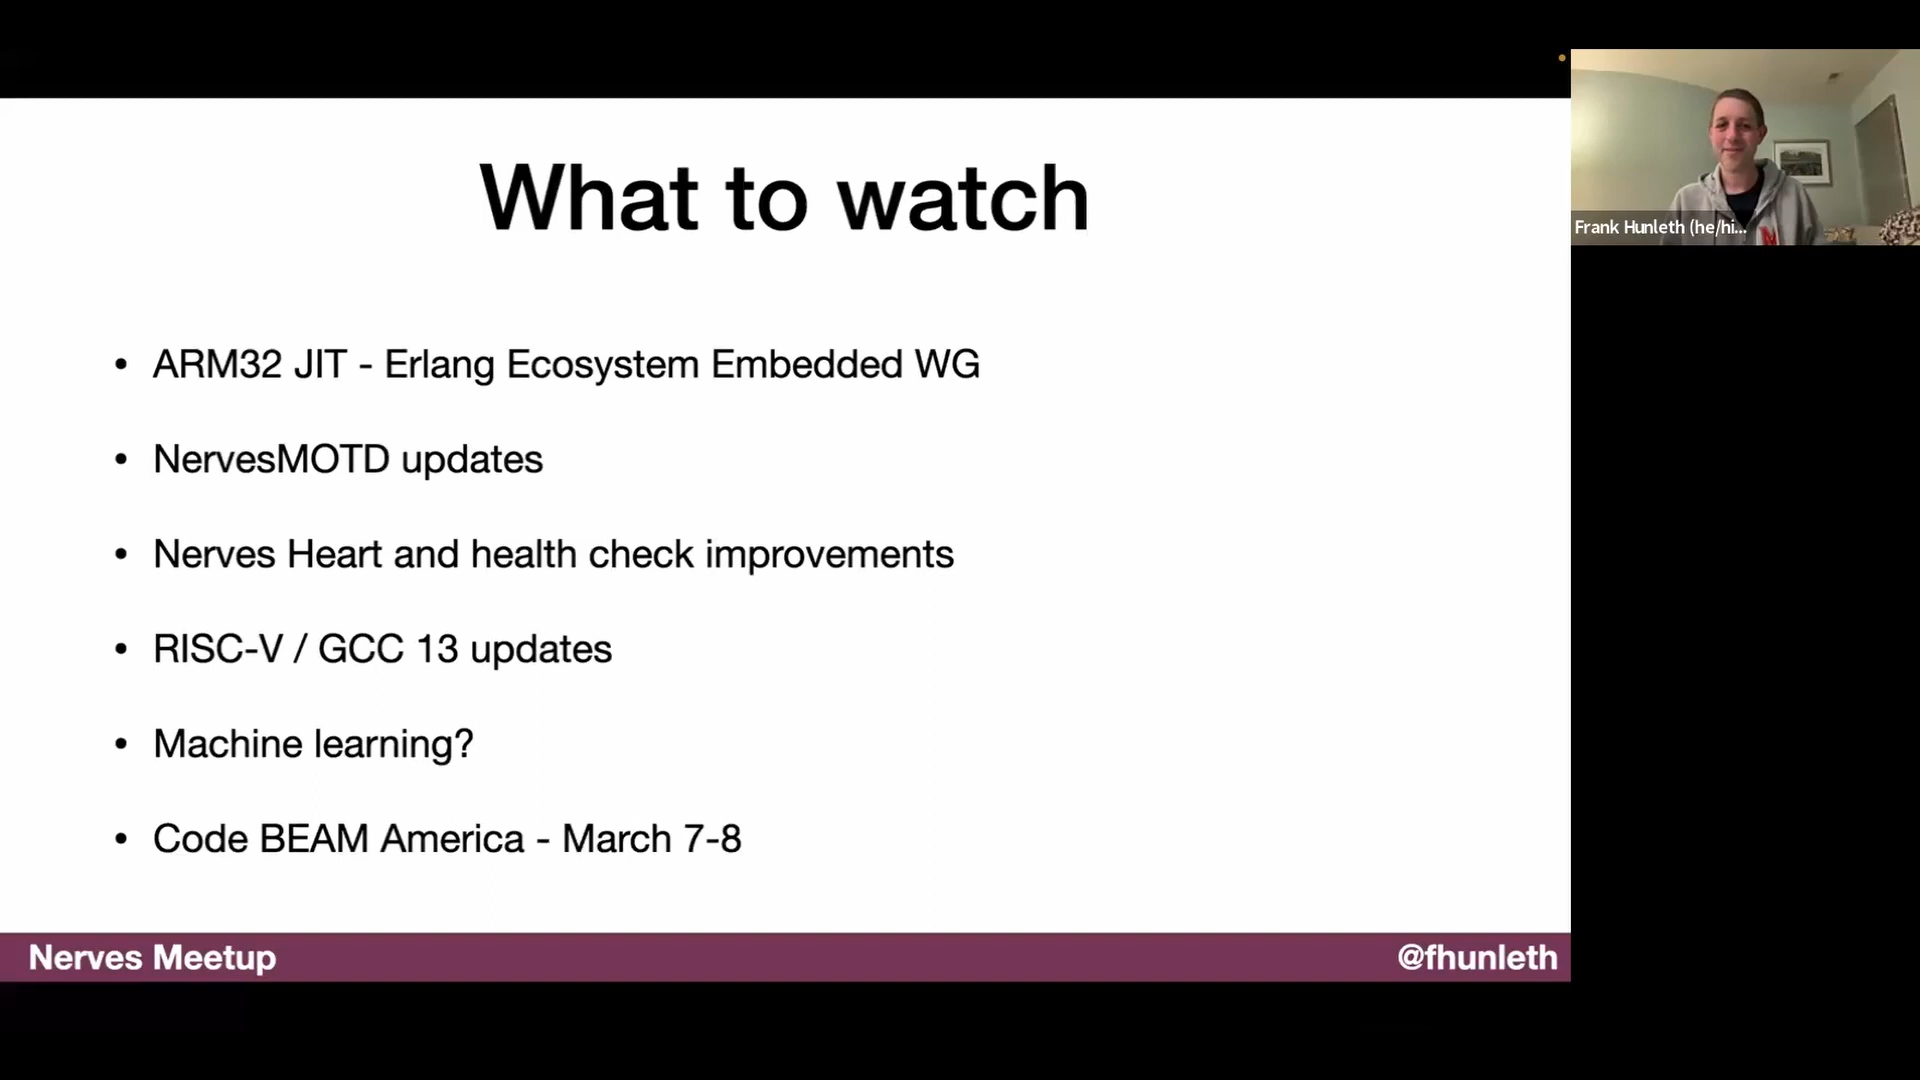 What to watch
• ARM32 JIT - Erlang Ecosystem Embedded WG
• NervesMOTD updates
• Nerves Heart and health check improvements
• RISC-V / GCC 13 updates
• Machine learning?
• Code BEAM America - March 7-8
Nerves Meetup
@fhunleth
Frank Hunleth (he/hi...